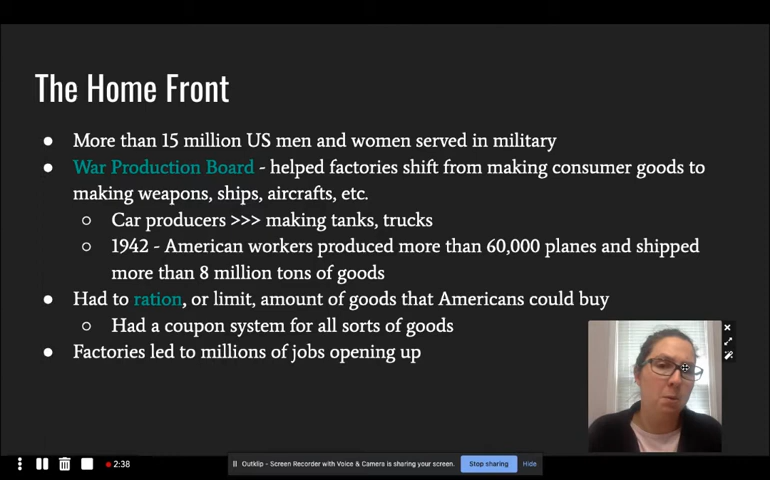 The Home Front
● More than 15 million US men and women served in military
● War Production Board - helped factories shift from making consumer goods to
making weapons, ships, aircrafts, etc.
○ Car producers >>> making tanks, trucks
○ 1942 - American workers produced more than 60,000 planes and shipped
more than 8 million tons of goods
● Had to ration, or limit, amount of goods that Americans could buy
○ Had a coupon system for all sorts of goods
● Factories led to millions of jobs opening up
2:38
Outklip - Screen Recorder with Voice & Camera is sharing your screen.
Stop sharing
Hide